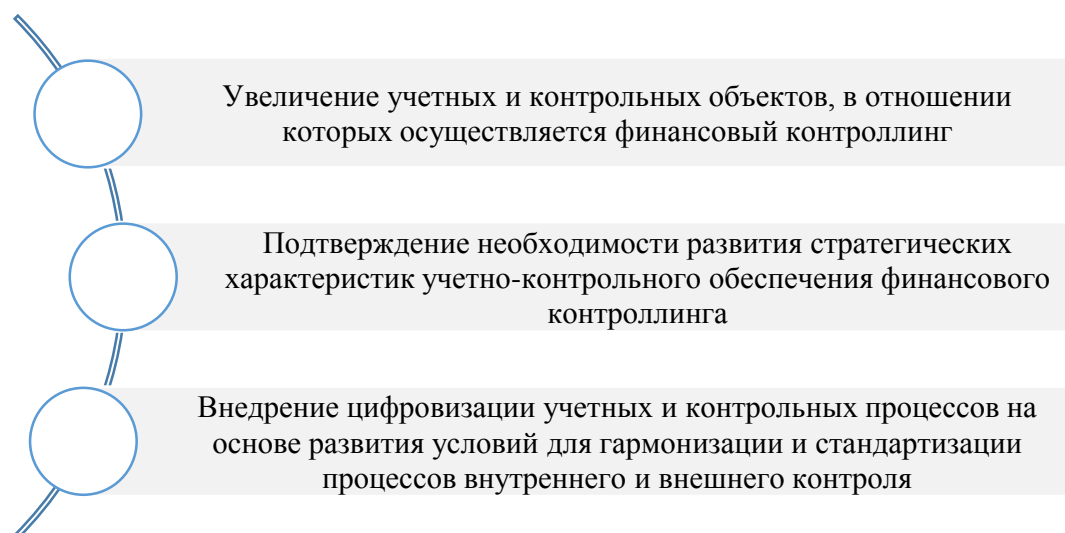 Увеличение учетных и контрольных объектов, в отношении
которых осуществляется финансовый контроллинг
Подтверждение необходимости развития стратегических
характеристик учетно-контрольного обеспечения финансового
контроллинга
Внедрение цифровизации учетных и контрольных процессов на
основе развития условий для гармонизации и стандартизации
процессов внутреннего и внешнего контроля